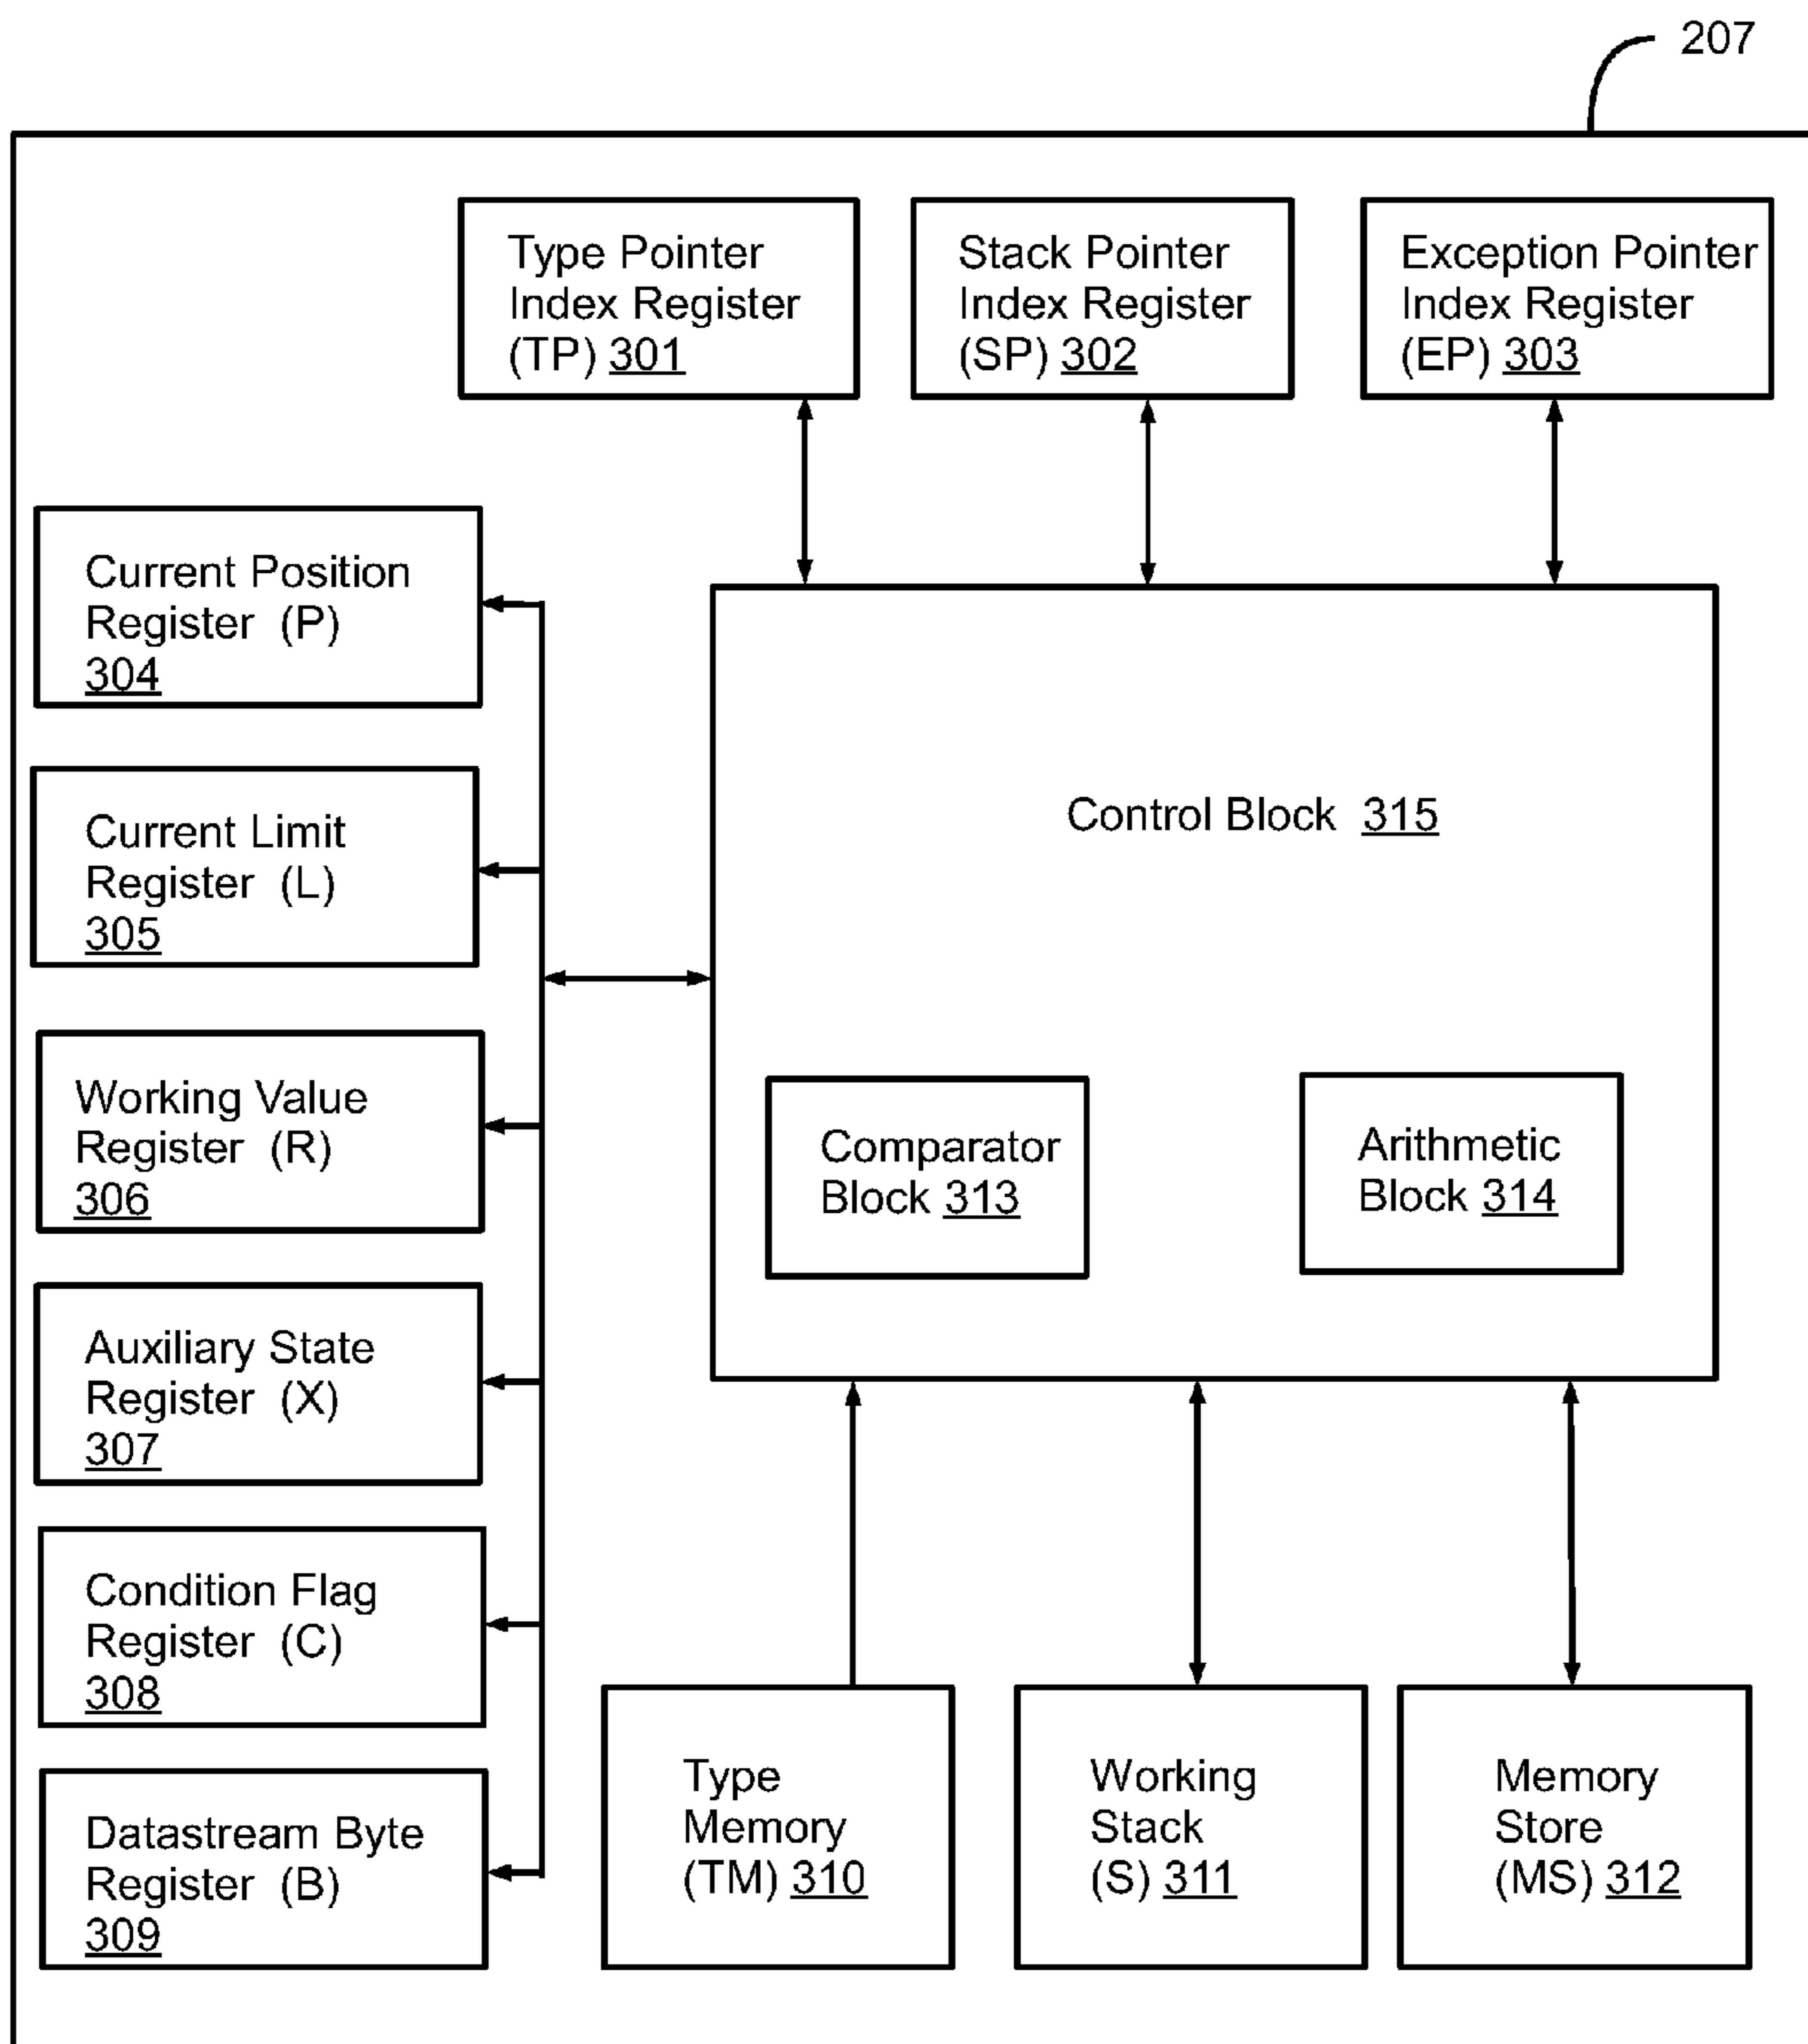 207
Type Pointer
Index Register
(TP) 301
Stack Pointer
Index Register
(SP) 302
Exception Pointer
Index Register
(EP) 303
Current Position
Register (P)
304
Current Limit
Register (L)
305
Working Value
Register (R)
306
Auxiliary State
Register (X)
307
Condition Flag
Register (C)
308
Datastream Byte
Register (B)
309
Control Block 315
Comparator
Block 313
Arithmetic
Block 314
Type
Memory
(TM) 310
Working
Stack
(S) 311
Memory
Store
(MS) 312